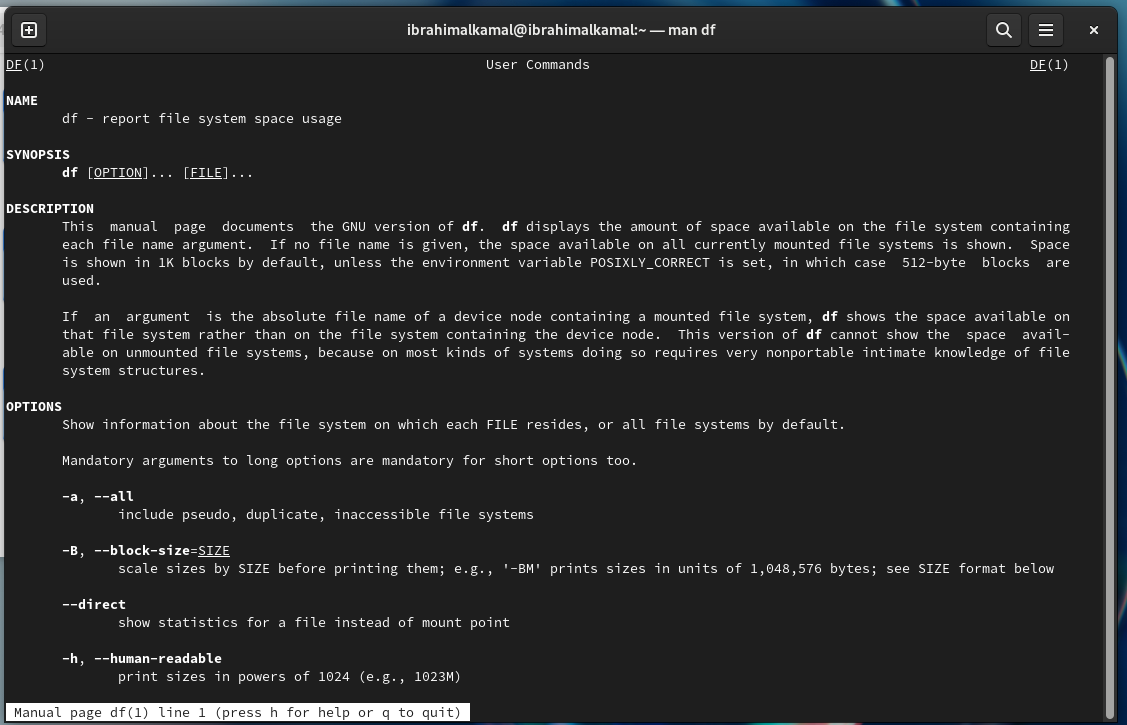 ibrahimalkamal@ibrahimalkamal:~ — man df
DF(1) User Commands DF(1)
NAME
df - report file system space usage
SYNOPSIS
df [OPTION]... [FILE]...
DESCRIPTION
This manual page documents the GNU version of df. df displays the amount of space available on the file system containing
each file name argument. If no file name is given, the space available on all currently mounted file systems is shown. Space
is shown in 1K blocks by default, unless the environment variable POSIXLY_CORRECT is set, in which case 512-byte blocks are
used.
If an argument is the absolute file name of a device node containing a mounted file system, df shows the space available on
that file system rather than on the file system containing the device node. This version of df cannot show the space avail-
able on unmounted file systems, because on most kinds of systems doing so requires very nonportable intimate knowledge of file
system structures.
OPTIONS
Show information about the file system on which each FILE resides, or all file systems by default.
Mandatory arguments to long options are mandatory for short options too.
-a, --all
include pseudo, duplicate, inaccessible file systems
-B, --block-size=SIZE
scale sizes by SIZE before printing them; e.g., '-BM' prints sizes in units of 1,048,576 bytes; see SIZE format below
--direct
show statistics for a file instead of mount point
-h, --human-readable
print sizes in powers of 1024 (e.g., 1023M)
Manual page df(1) line 1 (press h for help or q to quit)